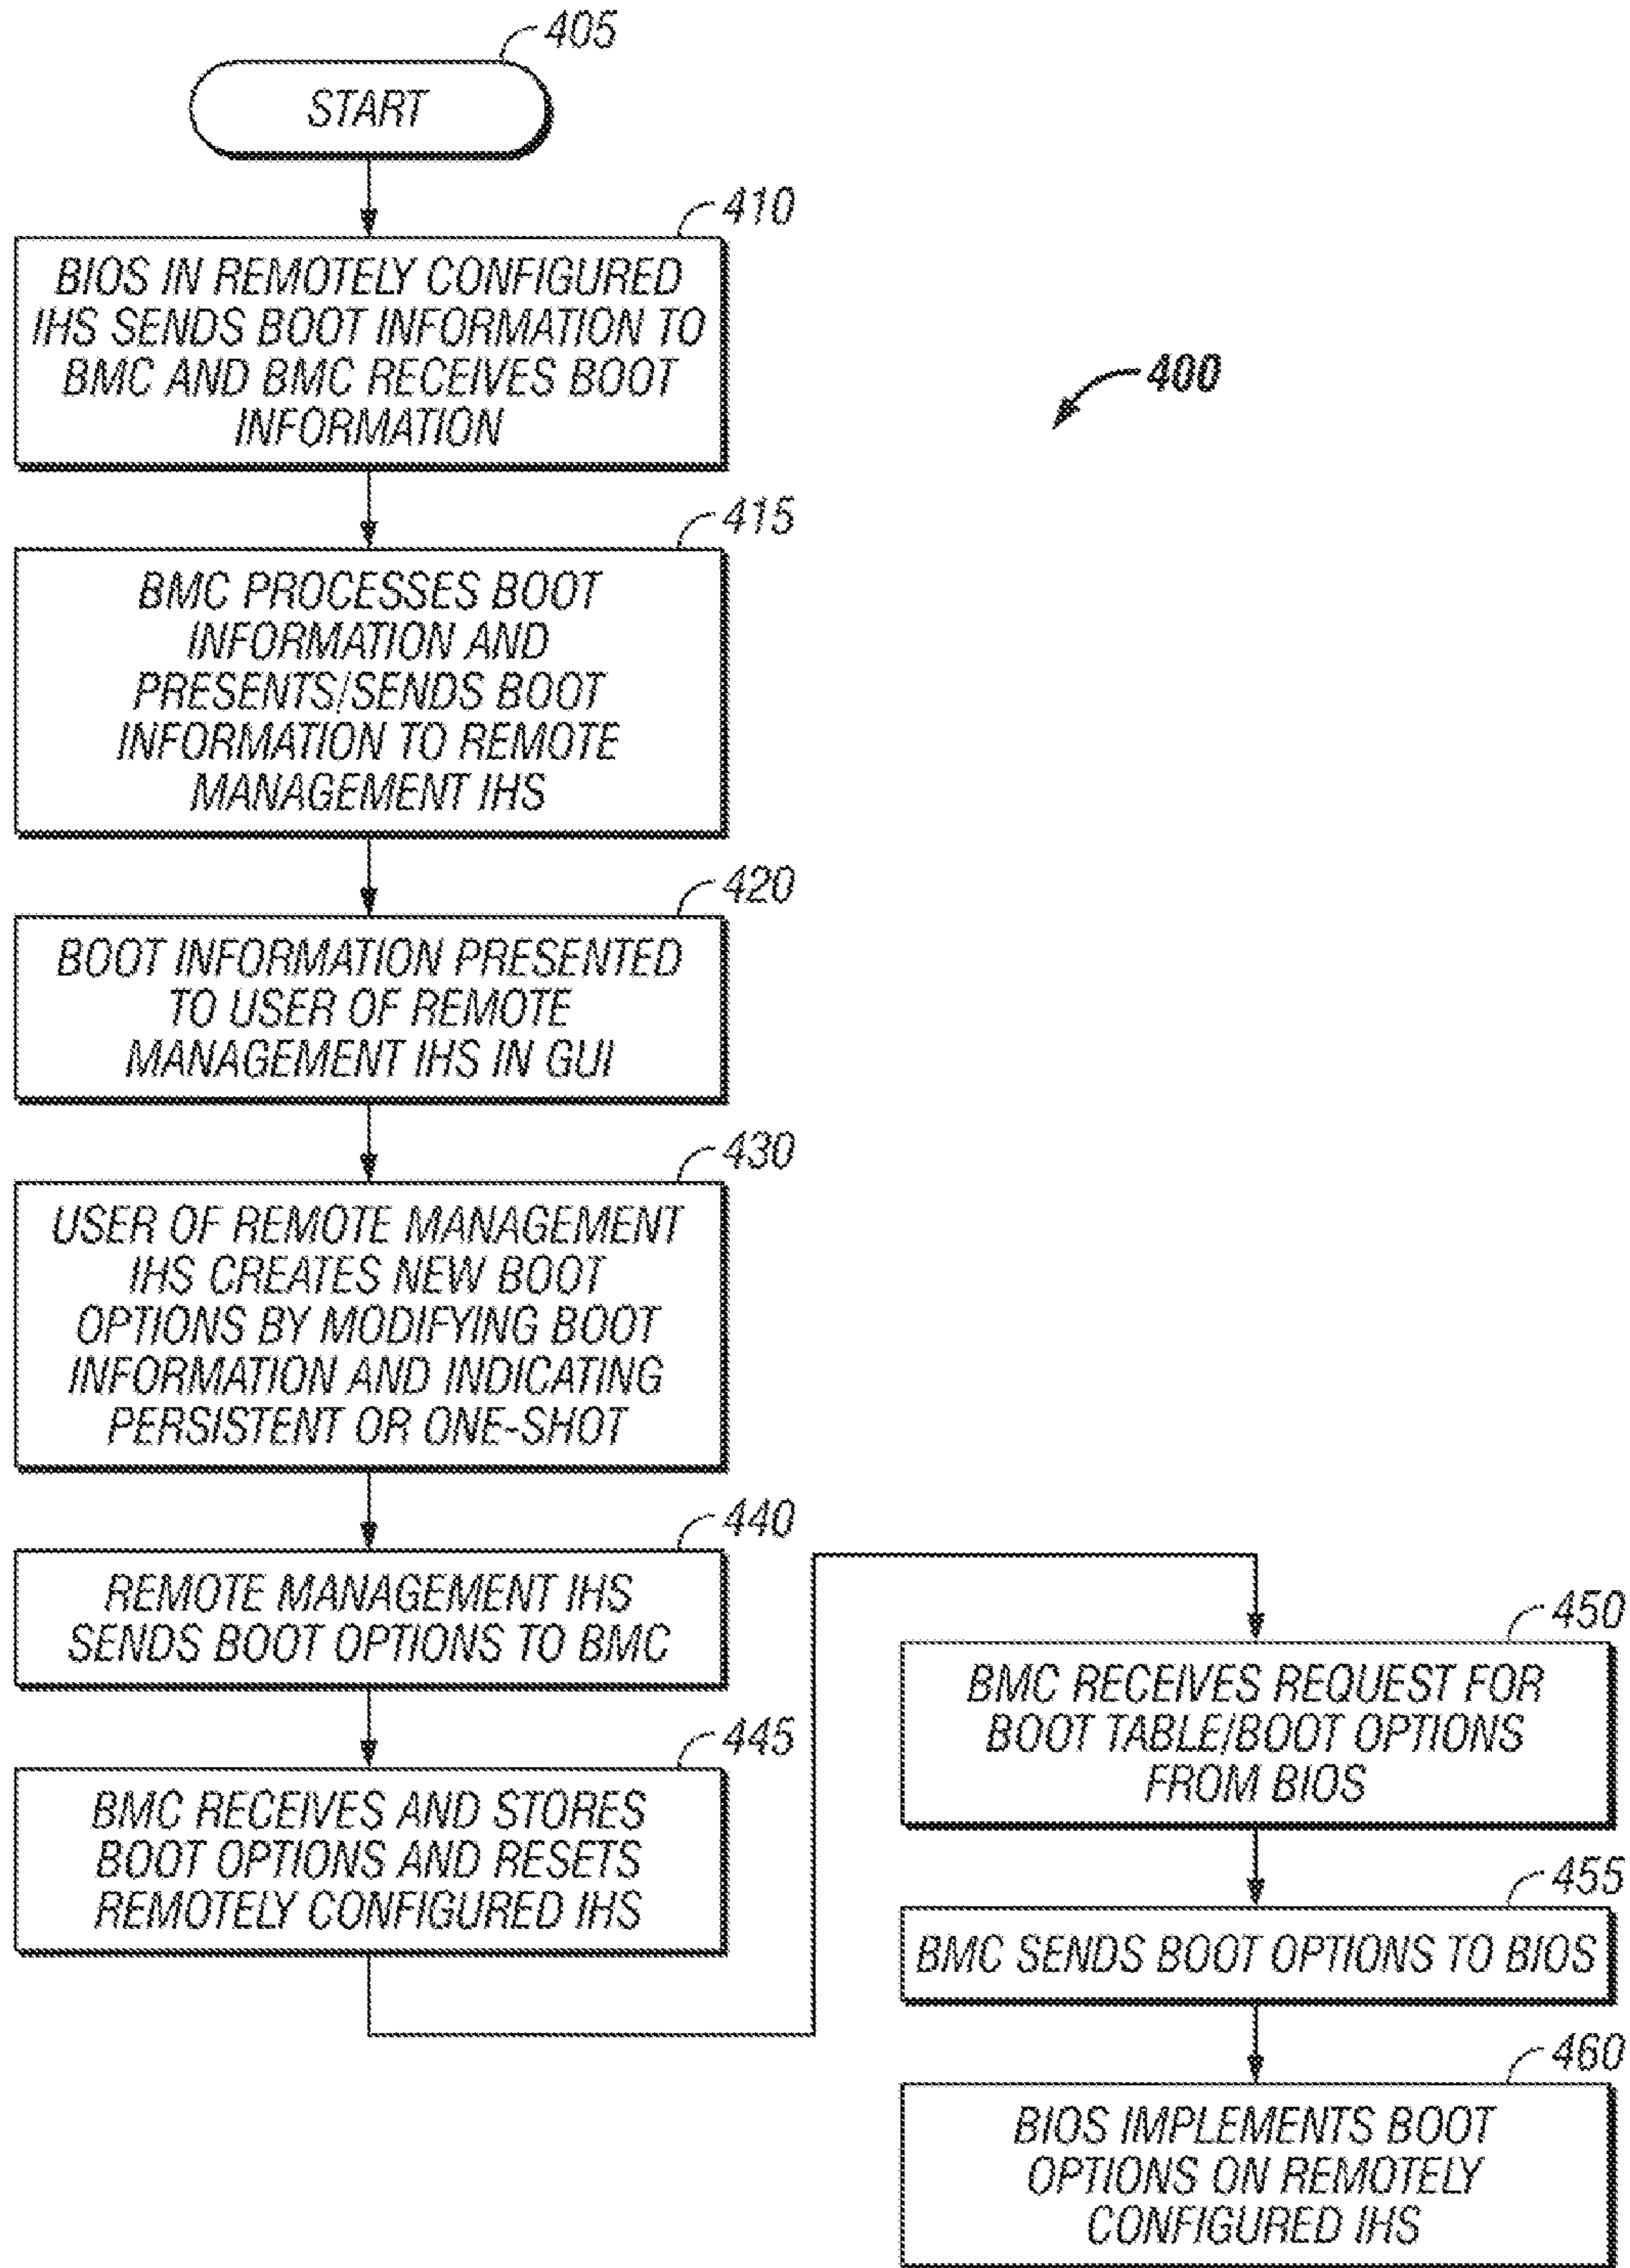 405
START
410
BIOS IN REMOTELY CONFIGURED
IHS SENDS BOOT INFORMATION TO
BMC AND BMC RECEIVES BOOT
INFORMATION
400
415
BMC PROCESSES BOOT
INFORMATION AND
PRESENTS/SENDS BOOT
INFORMATION TO REMOTE
MANAGEMENT IHS
420
BOOT INFORMATION PRESENTED
TO USER OF REMOTE
MANAGEMENT IHS IN GUI
430
USER OF REMOTE MANAGEMENT
IHS CREATES NEW BOOT
OPTIONS BY MODIFYING BOOT
INFORMATION AND INDICATING
PERSISTENT OR ONE-SHOT
440
REMOTE MANAGEMENT IHS
SENDS BOOT OPTIONS TO BMC
445
BMC RECEIVES AND STORES
BOOT OPTIONS AND RESETS
REMOTELY CONFIGURED IHS
450
BMC RECEIVES REQUEST FOR
BOOT TABLE/BOOT OPTIONS
FROM BIOS
455
BMC SENDS BOOT OPTIONS TO BIOS
460
BIOS IMPLEMENTS BOOT
OPTIONS ON REMOTELY
CONFIGURED IHS